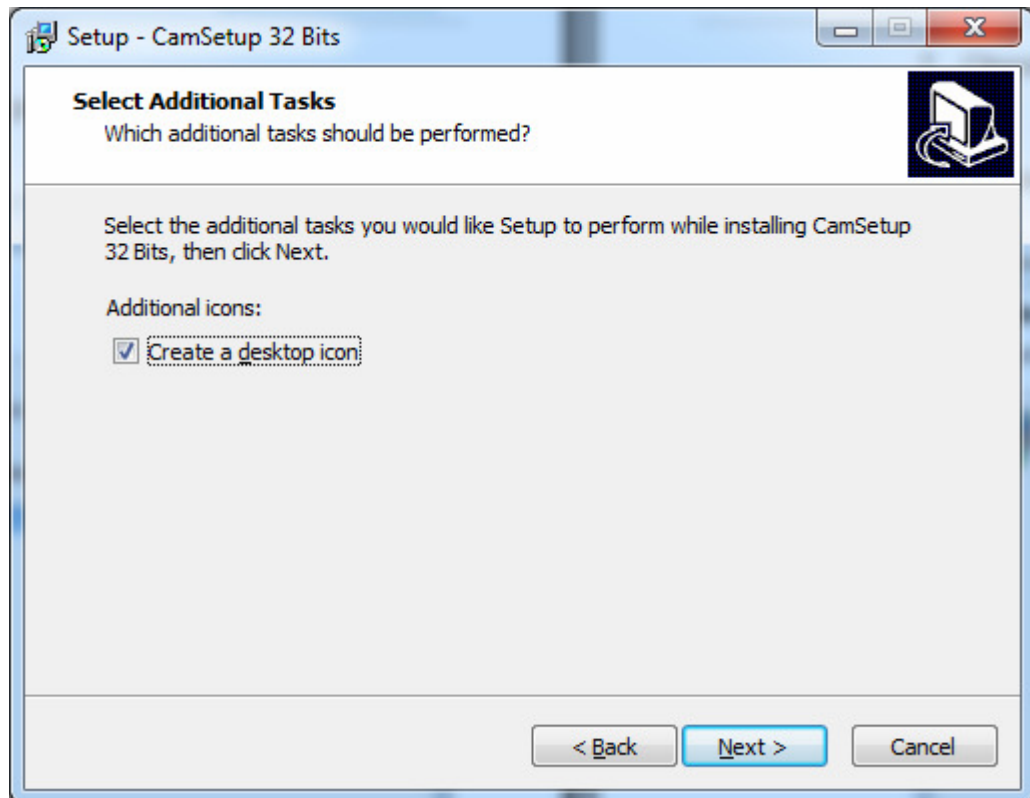 Setup - CamSetup 32 Bits
Select Additional Tasks
Which additional tasks should be performed?
Select the additional tasks you would like Setup to perform while installing CamSetup
32 Bits, then click Next.
Additional icons:
Create a desktop icon
< Back Next > Cancel